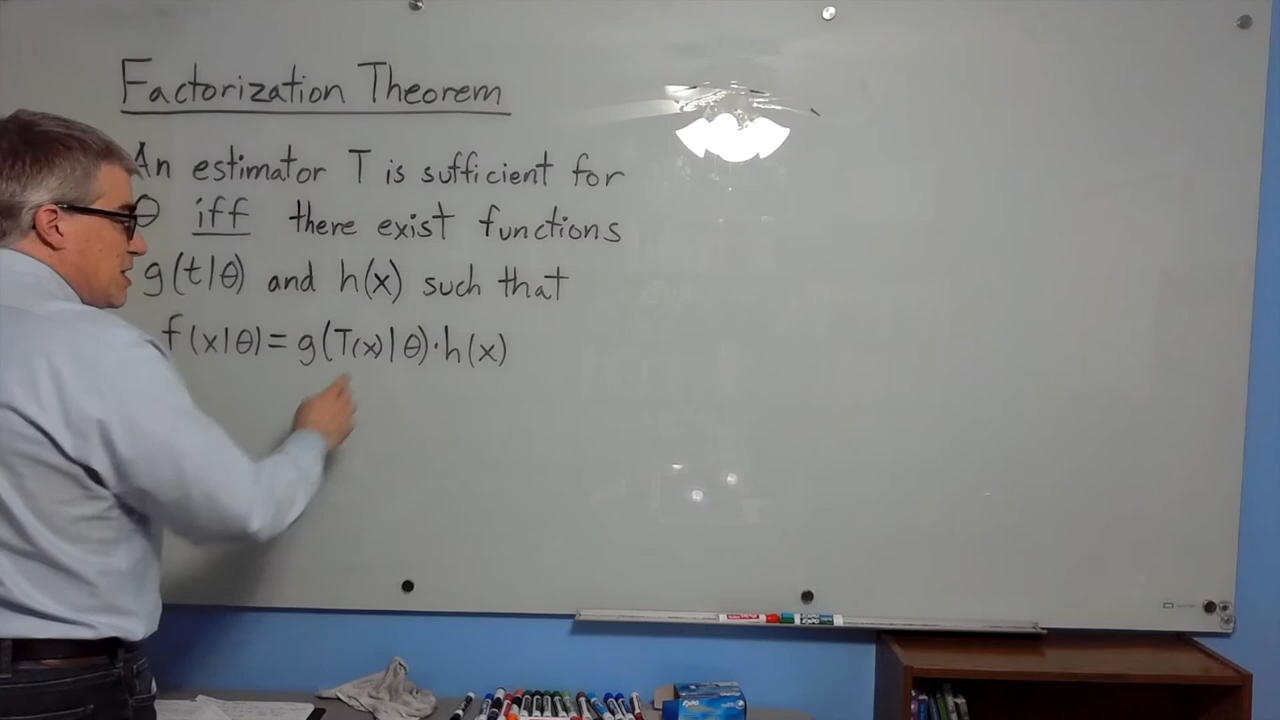 Factorization Theorem
An estimator T is sufficient for
θ iff there exist functions
g(t|θ) and h(x) such that
f(x|θ) = g(T(x)|θ)·h(x)